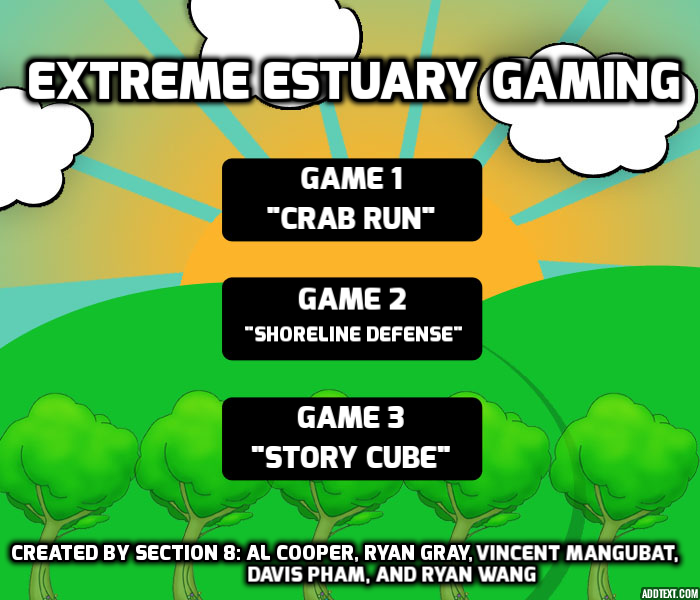 EXTREME ESTUARY GAMING
GAME 1
"CRAB RUN"
GAME 2
"SHORELINE DEFENSE"
GAME 3
"STORY CUBE"
CREATED BY SECTION 8: AL COOPER, RYAN GRAY, VINCENT MANGUBAT,
DAVIS PHAM, AND RYAN WANG
ADDTEXT.COM